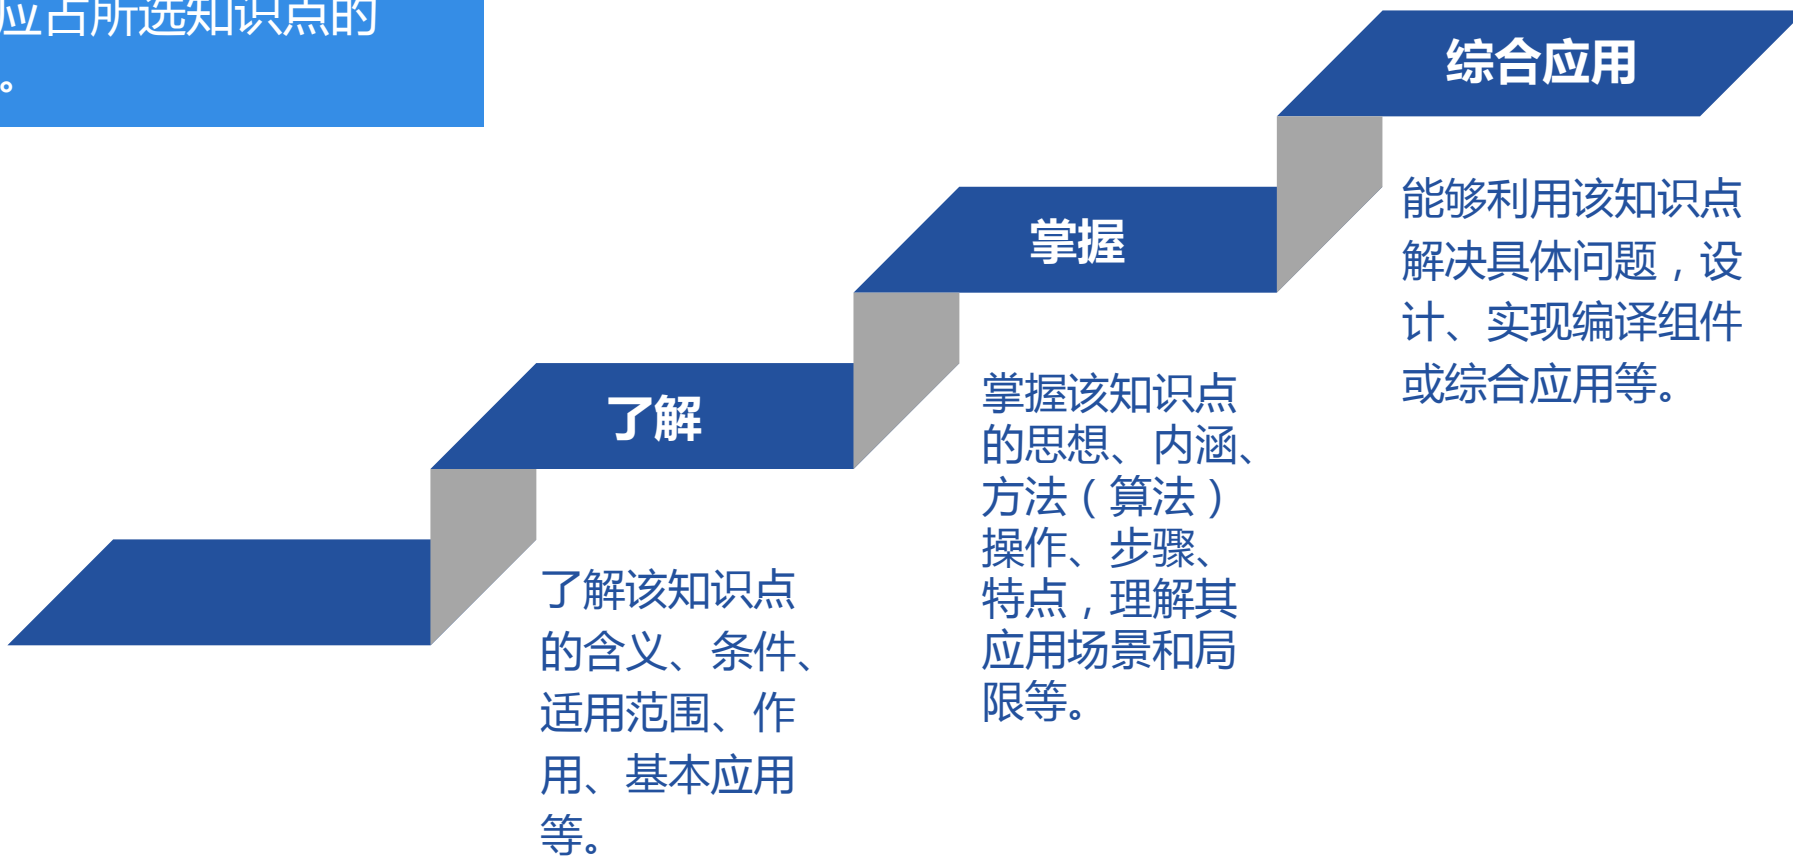 应占所选知识点的
。
综合应用
能够利用该知识点
解决具体问题，设
计、实现编译组件
或综合应用等。
掌握
掌握该知识点
的思想、内涵、
方法（算法）
操作、步骤、
特点，理解其
应用场景和局
限等。
了解
了解该知识点
的含义、条件、
适用范围、作
用、基本应用
等。